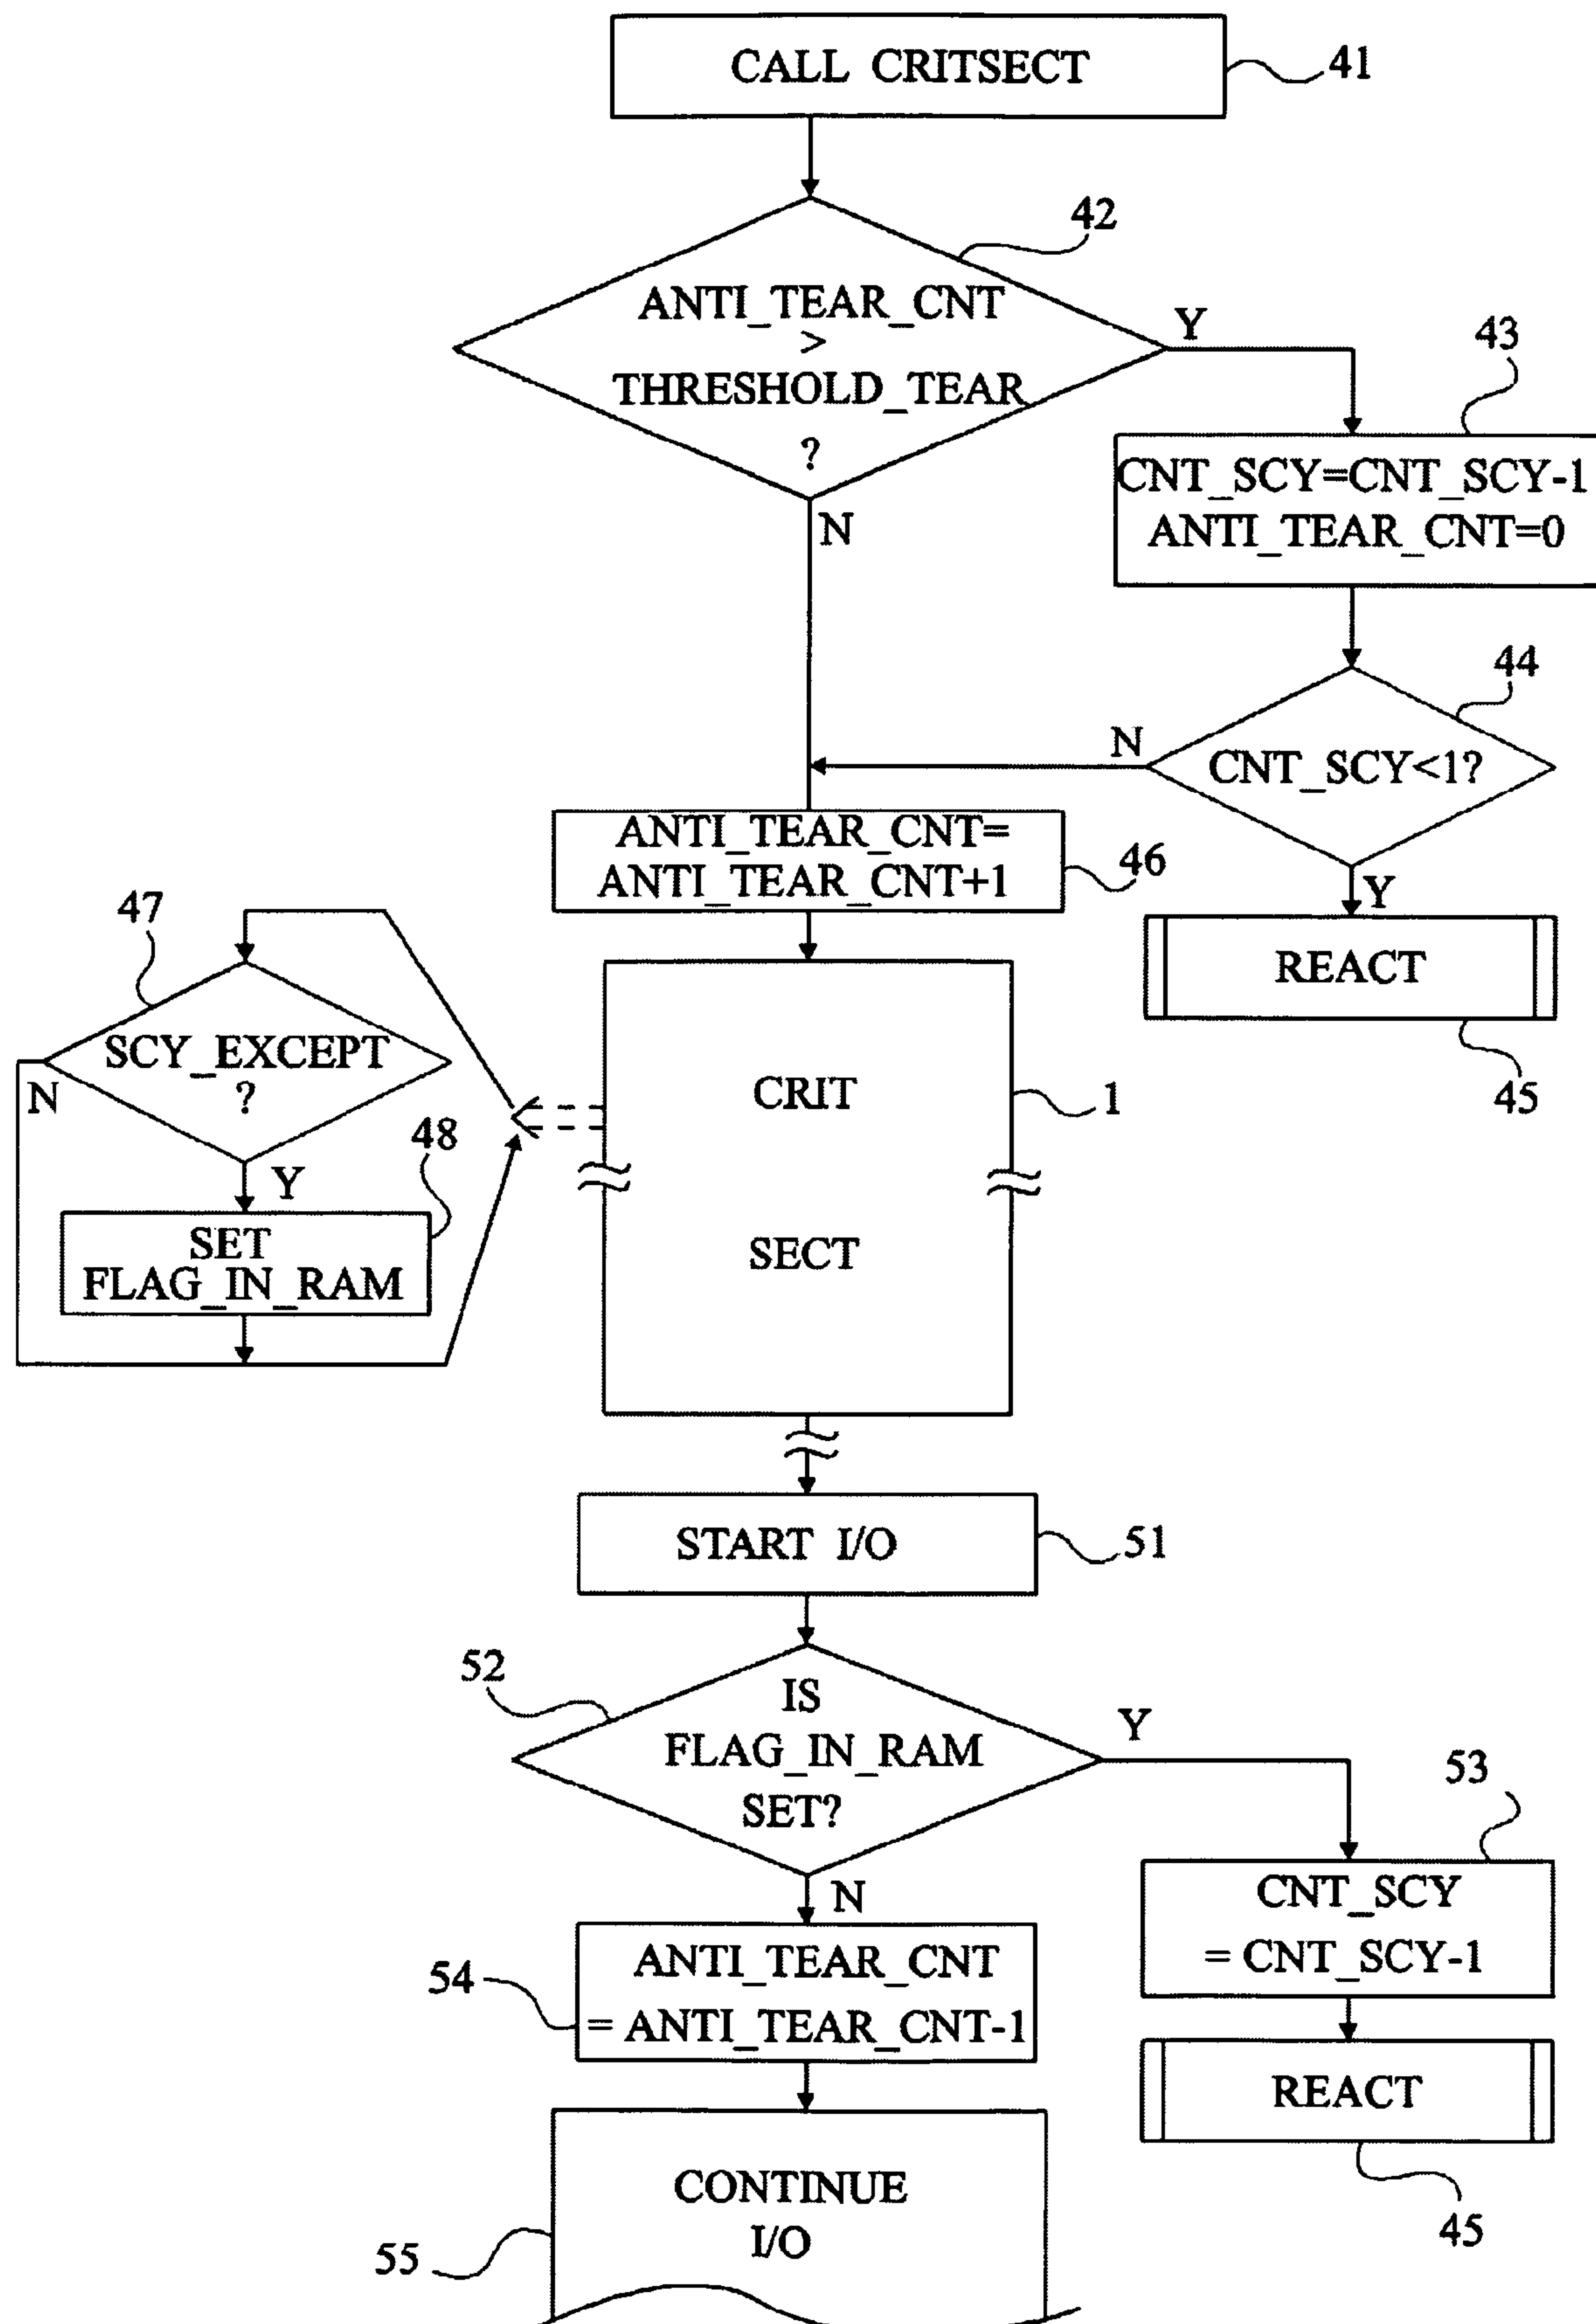 CALL CRITSECT
41
42
ANTI_TEAR_CNT
>
THRESHOLD_TEAR
?
Y
N
43
CNT_SCY=CNT_SCY-1
ANTI_TEAR_CNT=0
44
N
CNT_SCY<1?
Y
ANTI_TEAR_CNT=
ANTI_TEAR_CNT+1
46
REACT
45
47
SCY_EXCEPT
?
N
Y
48
SET
FLAG_IN_RAM
CRIT
SECT
1
START I/O
51
52
IS
FLAG_IN_RAM
SET?
Y
N
53
CNT_SCY
= CNT_SCY-1
54
ANTI_TEAR_CNT
= ANTI_TEAR_CNT-1
REACT
45
CONTINUE
I/O
55